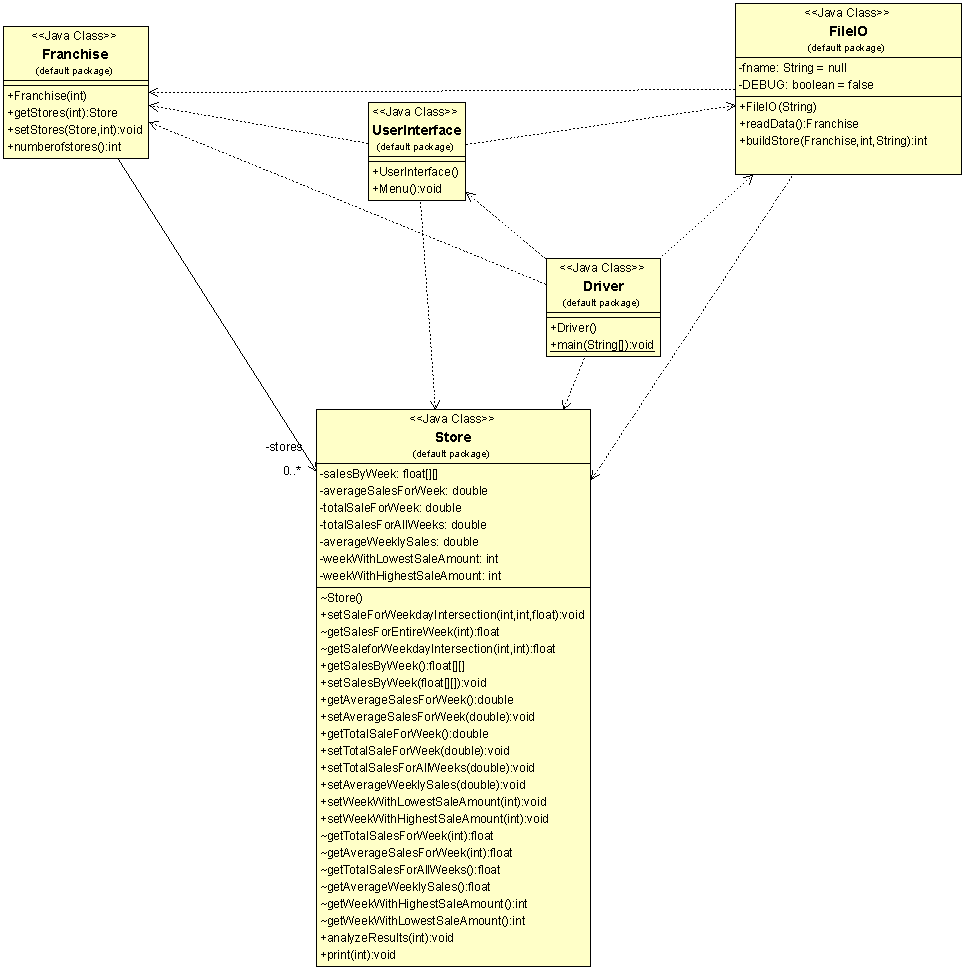 <<Java Class>>
Franchise
(default package)
+Franchise(int)
+getStores(int):Store
+setStores(Store,int):void
+numberofstores():int
<<Java Class>>
UserInterface
(default package)
+UserInterface()
+Menu():void
<<Java Class>>
FileIO
(default package)
-fname: String = null
-DEBUG: boolean = false
+FileIO(String)
+readData():Franchise
+buildStore(Franchise,int,String):int
<<Java Class>>
Driver
(default package)
+Driver()
+main(String[]):void
-stores
0..*
<<Java Class>>
Store
(default package)
-salesByWeek: float[][]
-averageSalesForWeek: double
-totalSaleForWeek: double
-totalSalesForAllWeeks: double
-averageWeeklySales: double
-weekWithLowestSaleAmount: int
-weekWithHighestSaleAmount: int
~Store()
+setSaleForWeekdayIntersection(int,int,float):void
~getSalesForEntireWeek(int):float
~getSaleforWeekdayIntersection(int,int):float
+getSalesByWeek():float[][]
+setSalesByWeek(float[][]):void
+getAverageSalesForWeek():double
+setAverageSalesForWeek(double):void
+getTotalSaleForWeek():double
+setTotalSaleForWeek(double):void
+setTotalSalesForAllWeeks(double):void
+setAverageWeeklySales(double):void
+setWeekWithLowestSaleAmount(int):void
+setWeekWithHighestSaleAmount(int):void
~getTotalSalesForWeek(int):float
~getAverageSalesForWeek(int):float
~getTotalSalesForAllWeeks():float
~getAverageWeeklySales():float
~getWeekWithHighestSaleAmount():int
~getWeekWithLowestSaleAmount():int
+analyzeResults(int):void
+print(int):void